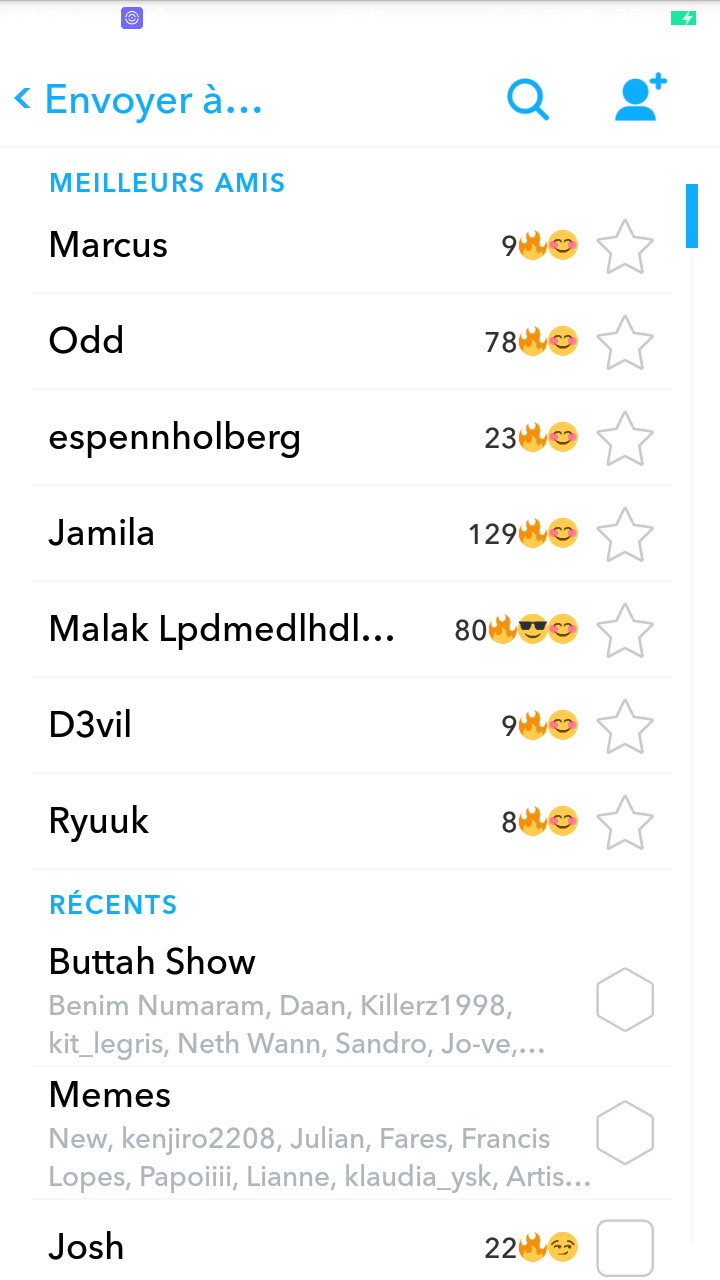 Envoyer à...
MEILLEURS AMIS
Marcus 9🔥😊
Odd 78🔥😊
espennholberg 23🔥😊
Jamila 129🔥😊
Malak Lpdmedlhdl... 80🔥😎😊
D3vil 9🔥😊
Ryuuk 8🔥😊
RÉCENTS
Buttah Show
Benim Numaram, Daan, Killerz1998,
kit_legris, Neth Wann, Sandro, Jo-ve,...
Memes
New, kenjiro2208, Julian, Fares, Francis
Lopes, Papoiiii, Lianne, klaudia_ysk, Artis...
Josh 22🔥😏